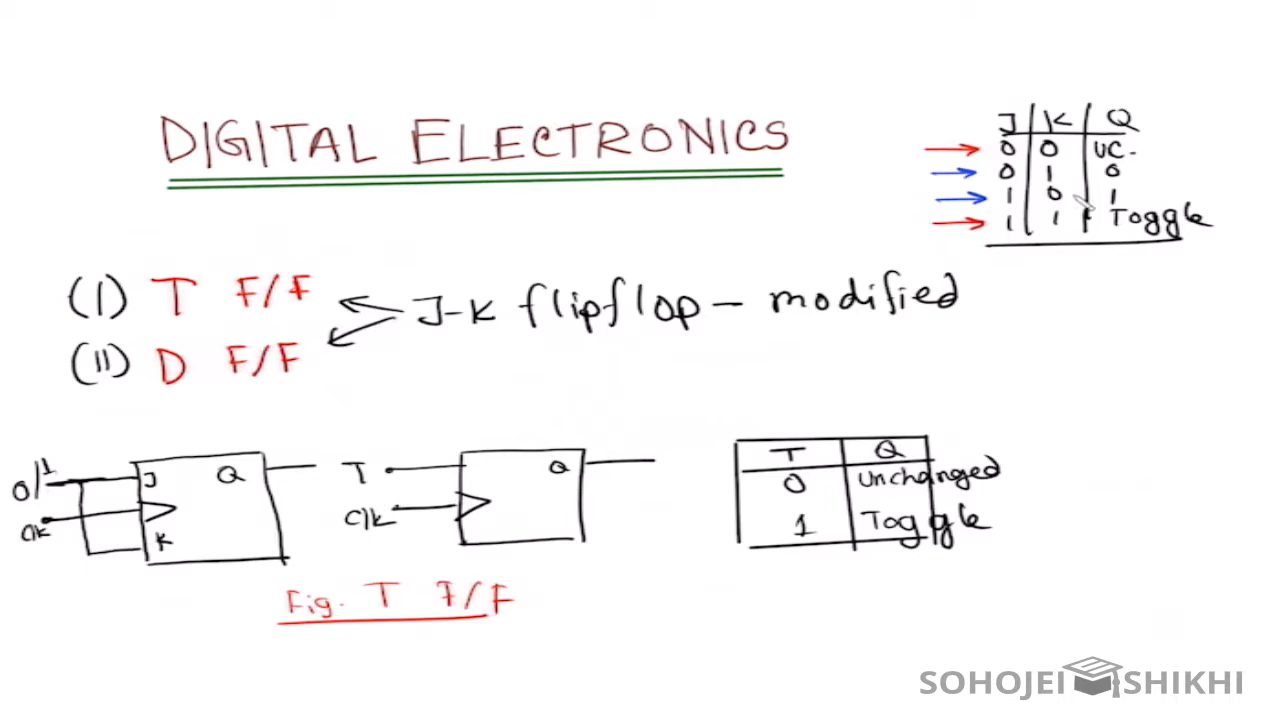 DIGITAL ELECTRONICS
J K Q
0 0 UC-
0 1 0
1 0 1
1 1 Toggle
(I) T F/F
(II) D F/F
J-K flipflop - modified
0/1
Clk
J Q
K
T
Clk
Q
T Q
0 Unchanged
1 Toggle
Fig. T F/F
SOHOJEI SHIKHI